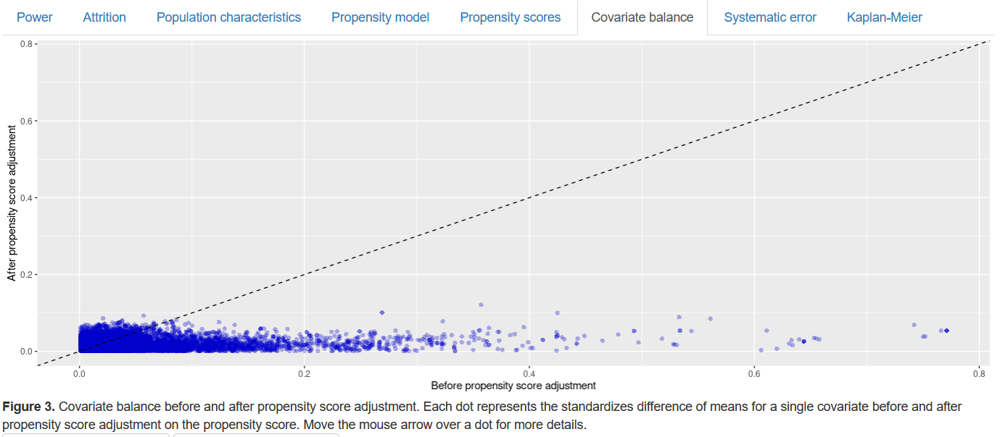 Power Attrition Population characteristics Propensity model Propensity scores Covariate balance Systematic error Kaplan-Meier
0.8
0.6
0.4
0.2
0.0
After propensity score adjustment
0.0 0.2 0.4 0.6 0.8
Before propensity score adjustment
Figure 3. Covariate balance before and after propensity score adjustment. Each dot represents the standardizes difference of means for a single covariate before and after
propensity score adjustment on the propensity score. Move the mouse arrow over a dot for more details.